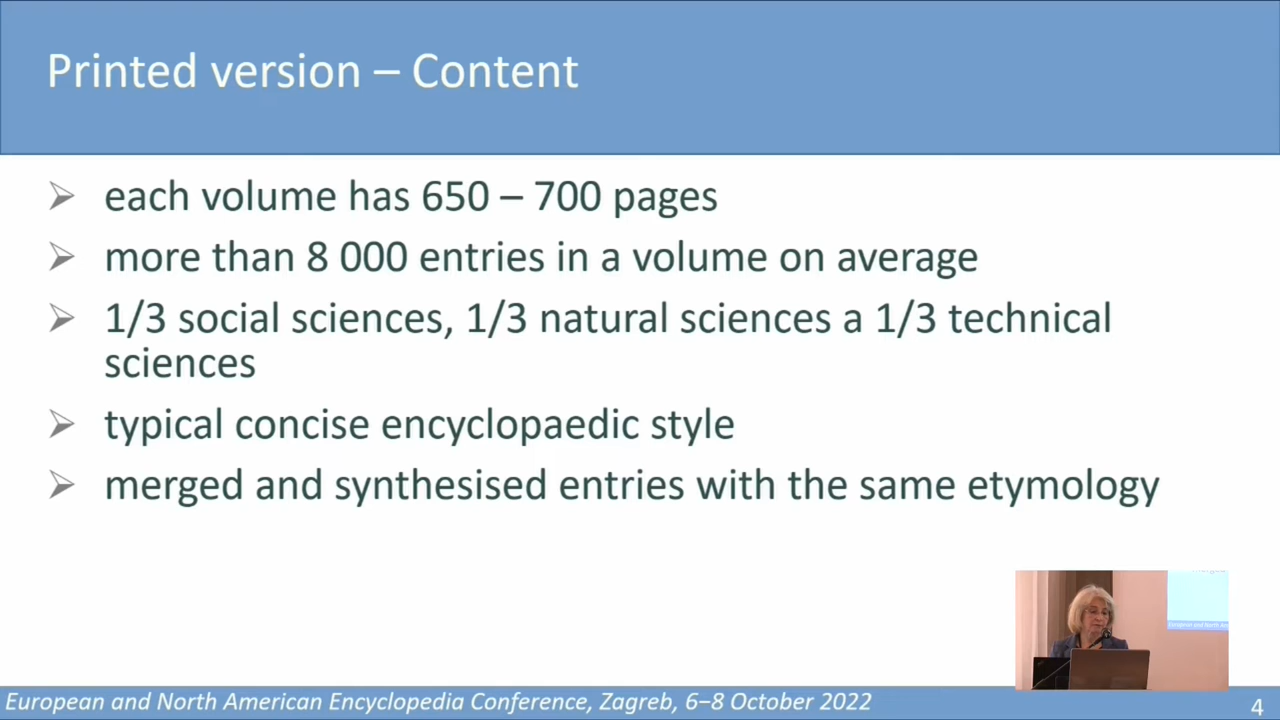 Printed version – Content
each volume has 650 – 700 pages
more than 8 000 entries in a volume on average
1/3 social sciences, 1/3 natural sciences a 1/3 technical
sciences
typical concise encyclopaedic style
merged and synthesised entries with the same etymology
European and North American Encyclopedia Conference, Zagreb, 6–8 October 2022
4